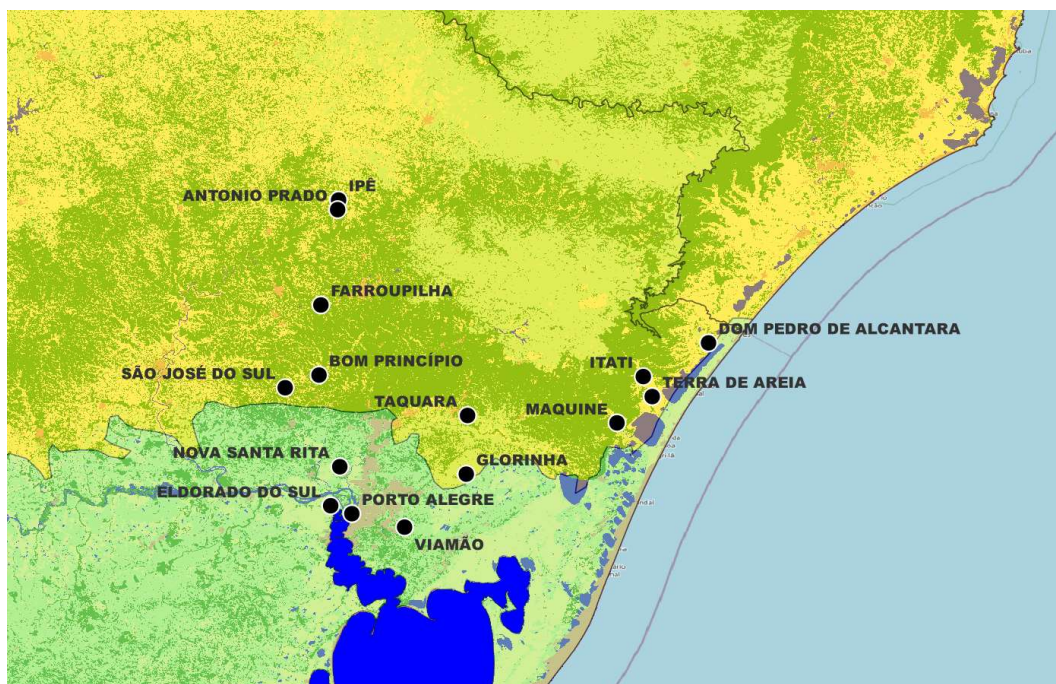 IPÊ
ANTONIO PRADO
FARROUPILHA
DOM PEDRO DE ALCANTARA
BOM PRINCÍPIO
ITATI
SÃO JOSÉ DO SUL
TERRA DE AREIA
TAQUARA
MAQUINE
NOVA SANTA RITA
GLORINHA
ELDORADO DO SUL
PORTO ALEGRE
VIAMÃO